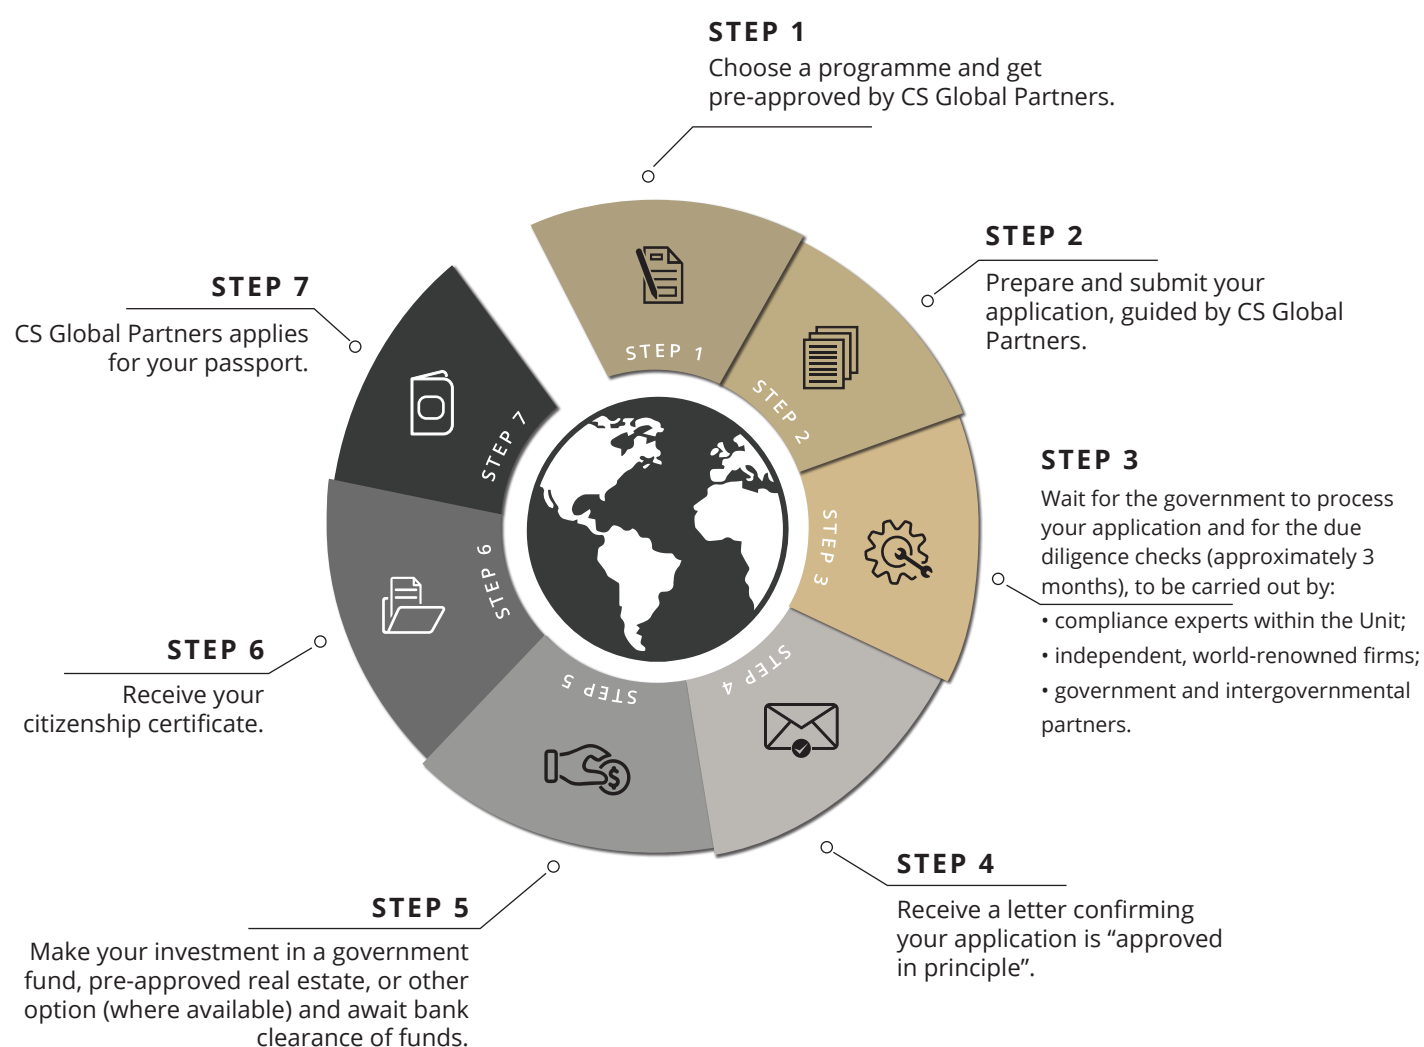 STEP 1
Choose a programme and get
pre-approved by CS Global Partners.
STEP 2
Prepare and submit your
application, guided by CS Global
Partners.
STEP 3
Wait for the government to process
your application and for the due
diligence checks (approximately 3
months), to be carried out by:
• compliance experts within the Unit;
• independent, world-renowned firms;
• government and intergovernmental
partners.
STEP 4
Receive a letter confirming
your application is “approved
in principle”.
STEP 5
Make your investment in a government
fund, pre-approved real estate, or other
option (where available) and await bank
clearance of funds.
STEP 6
Receive your
citizenship certificate.
STEP 7
CS Global Partners applies
for your passport.
STEP 1
STEP 2
STEP 3
STEP 4
STEP 5
STEP 6
STEP 7
$